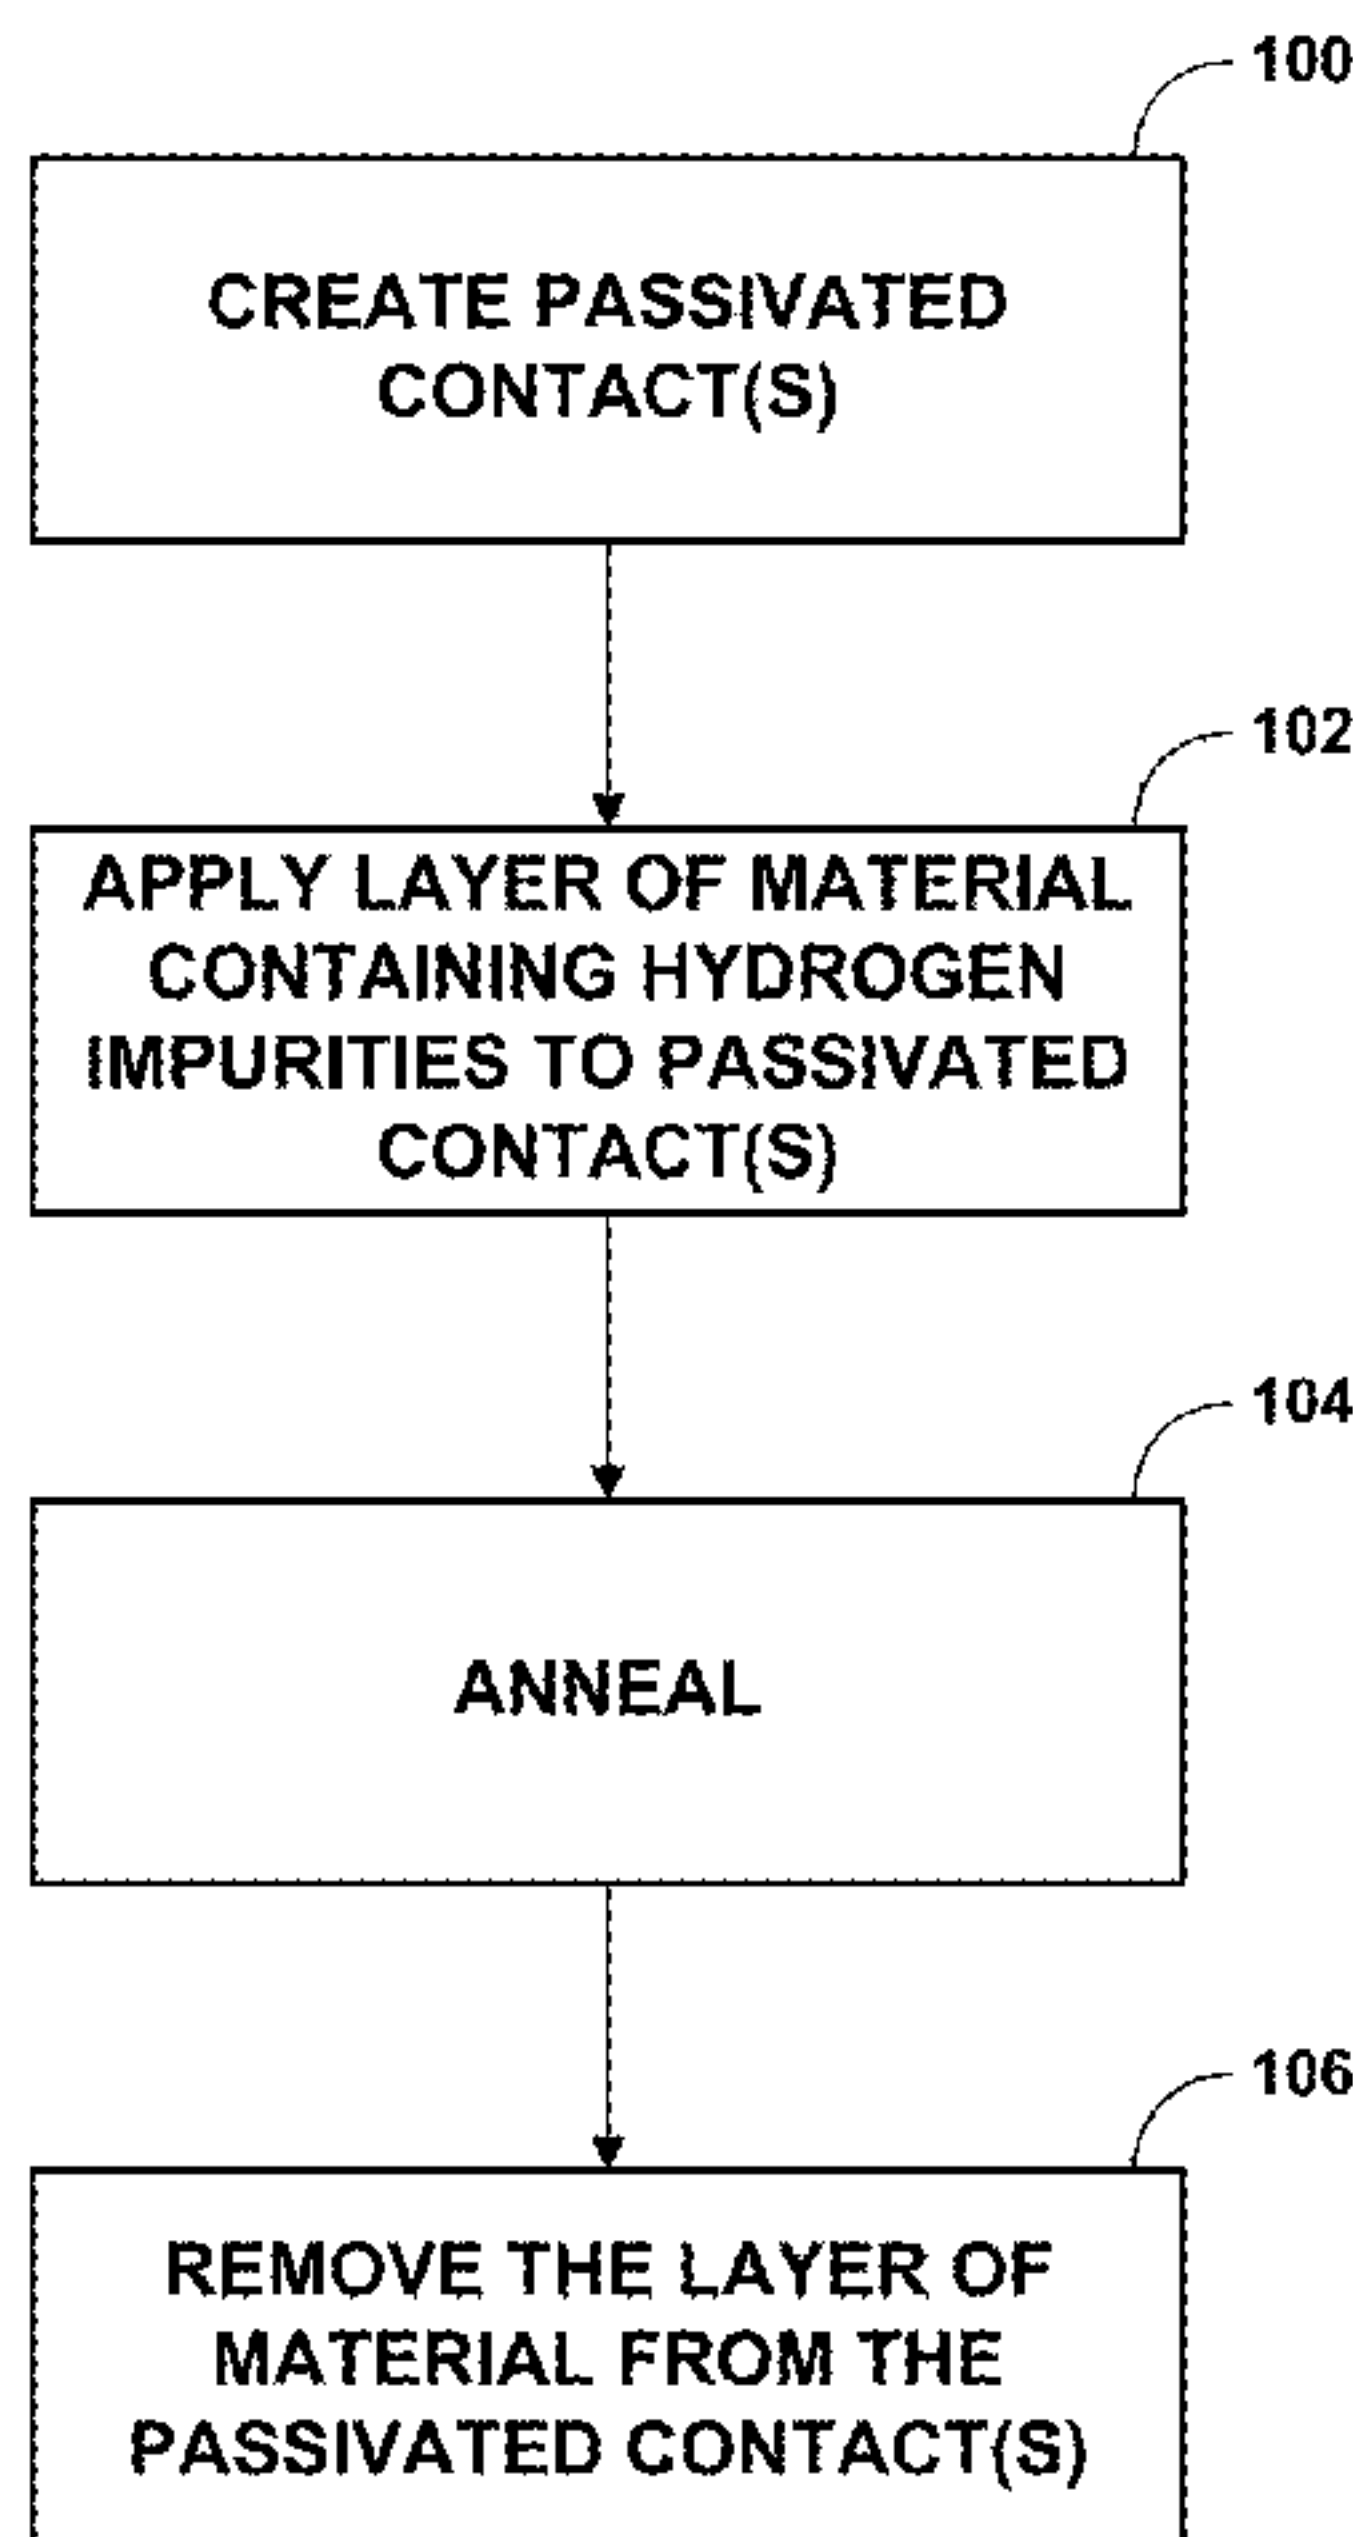 100
CREATE PASSIVATED
CONTACT(S)
102
APPLY LAYER OF MATERIAL
CONTAINING HYDROGEN
IMPURITIES TO PASSIVATED
CONTACT(S)
104
ANNEAL
106
REMOVE THE LAYER OF
MATERIAL FROM THE
PASSIVATED CONTACT(S)